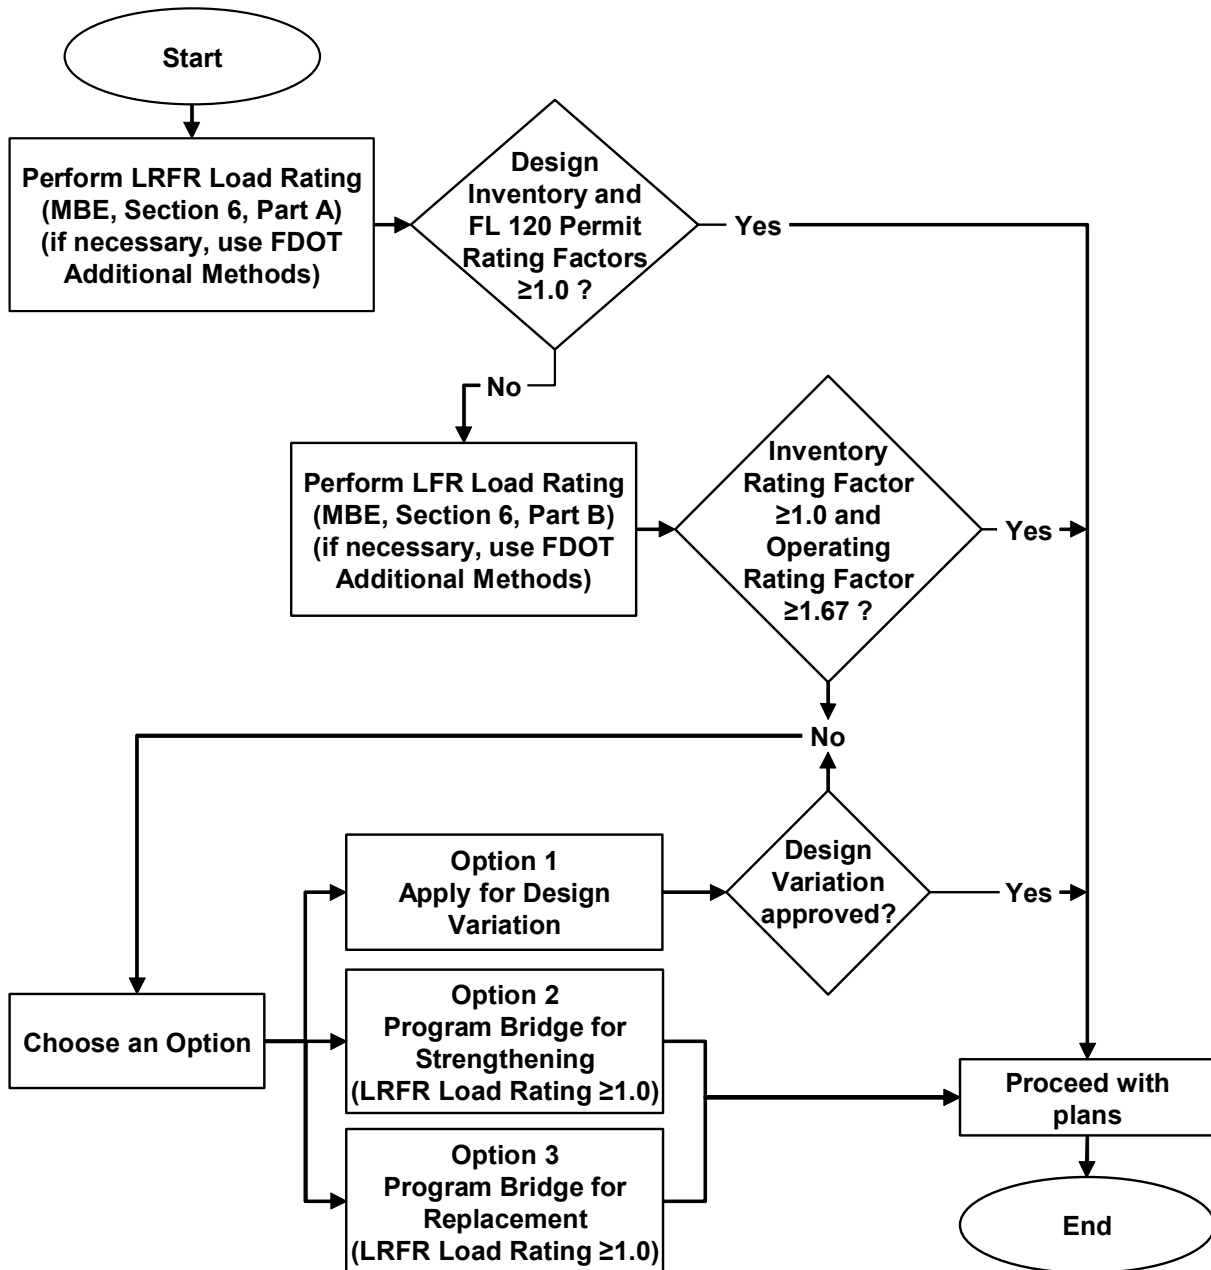 Start
Perform LRFR Load Rating
(MBE, Section 6, Part A)
(if necessary, use FDOT
Additional Methods)
Design
Inventory and
FL 120 Permit
Rating Factors
≥1.0 ?
Yes
No
Perform LFR Load Rating
(MBE, Section 6, Part B)
(if necessary, use FDOT
Additional Methods)
Inventory
Rating Factor
≥1.0 and
Operating
Rating Factor
≥1.67 ?
Yes
No
Option 1
Apply for Design
Variation
Design
Variation
approved?
Yes
Choose an Option
Option 2
Program Bridge for
Strengthening
(LRFR Load Rating ≥1.0)
Option 3
Program Bridge for
Replacement
(LRFR Load Rating ≥1.0)
Proceed with
plans
End